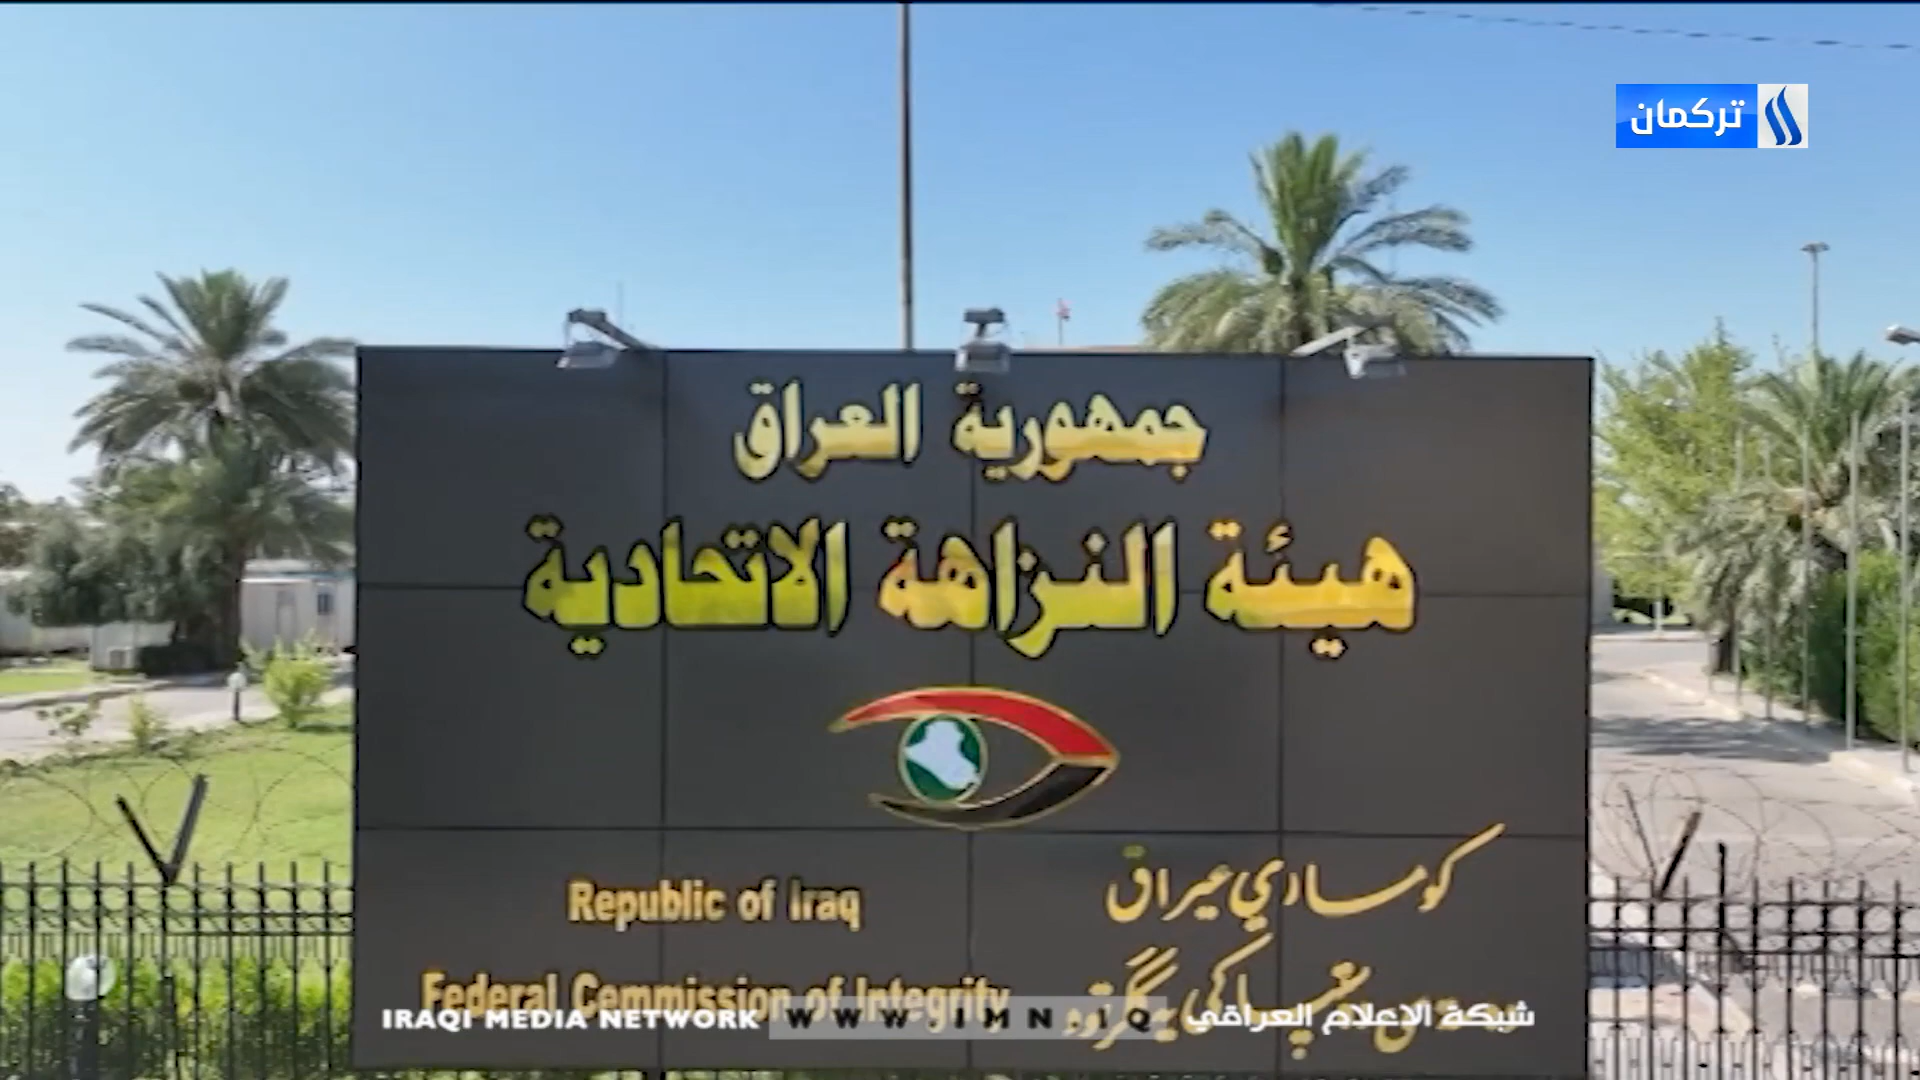 تركمان
جمهورية العراق
هيئة النزاهة الاتحادية
Republic of Iraq
كوماري عيراق
Federal Commission of Integrity
IRAQI MEDIA NETWORK WWW.IMN.IQ شبكة الإعلام العراقي